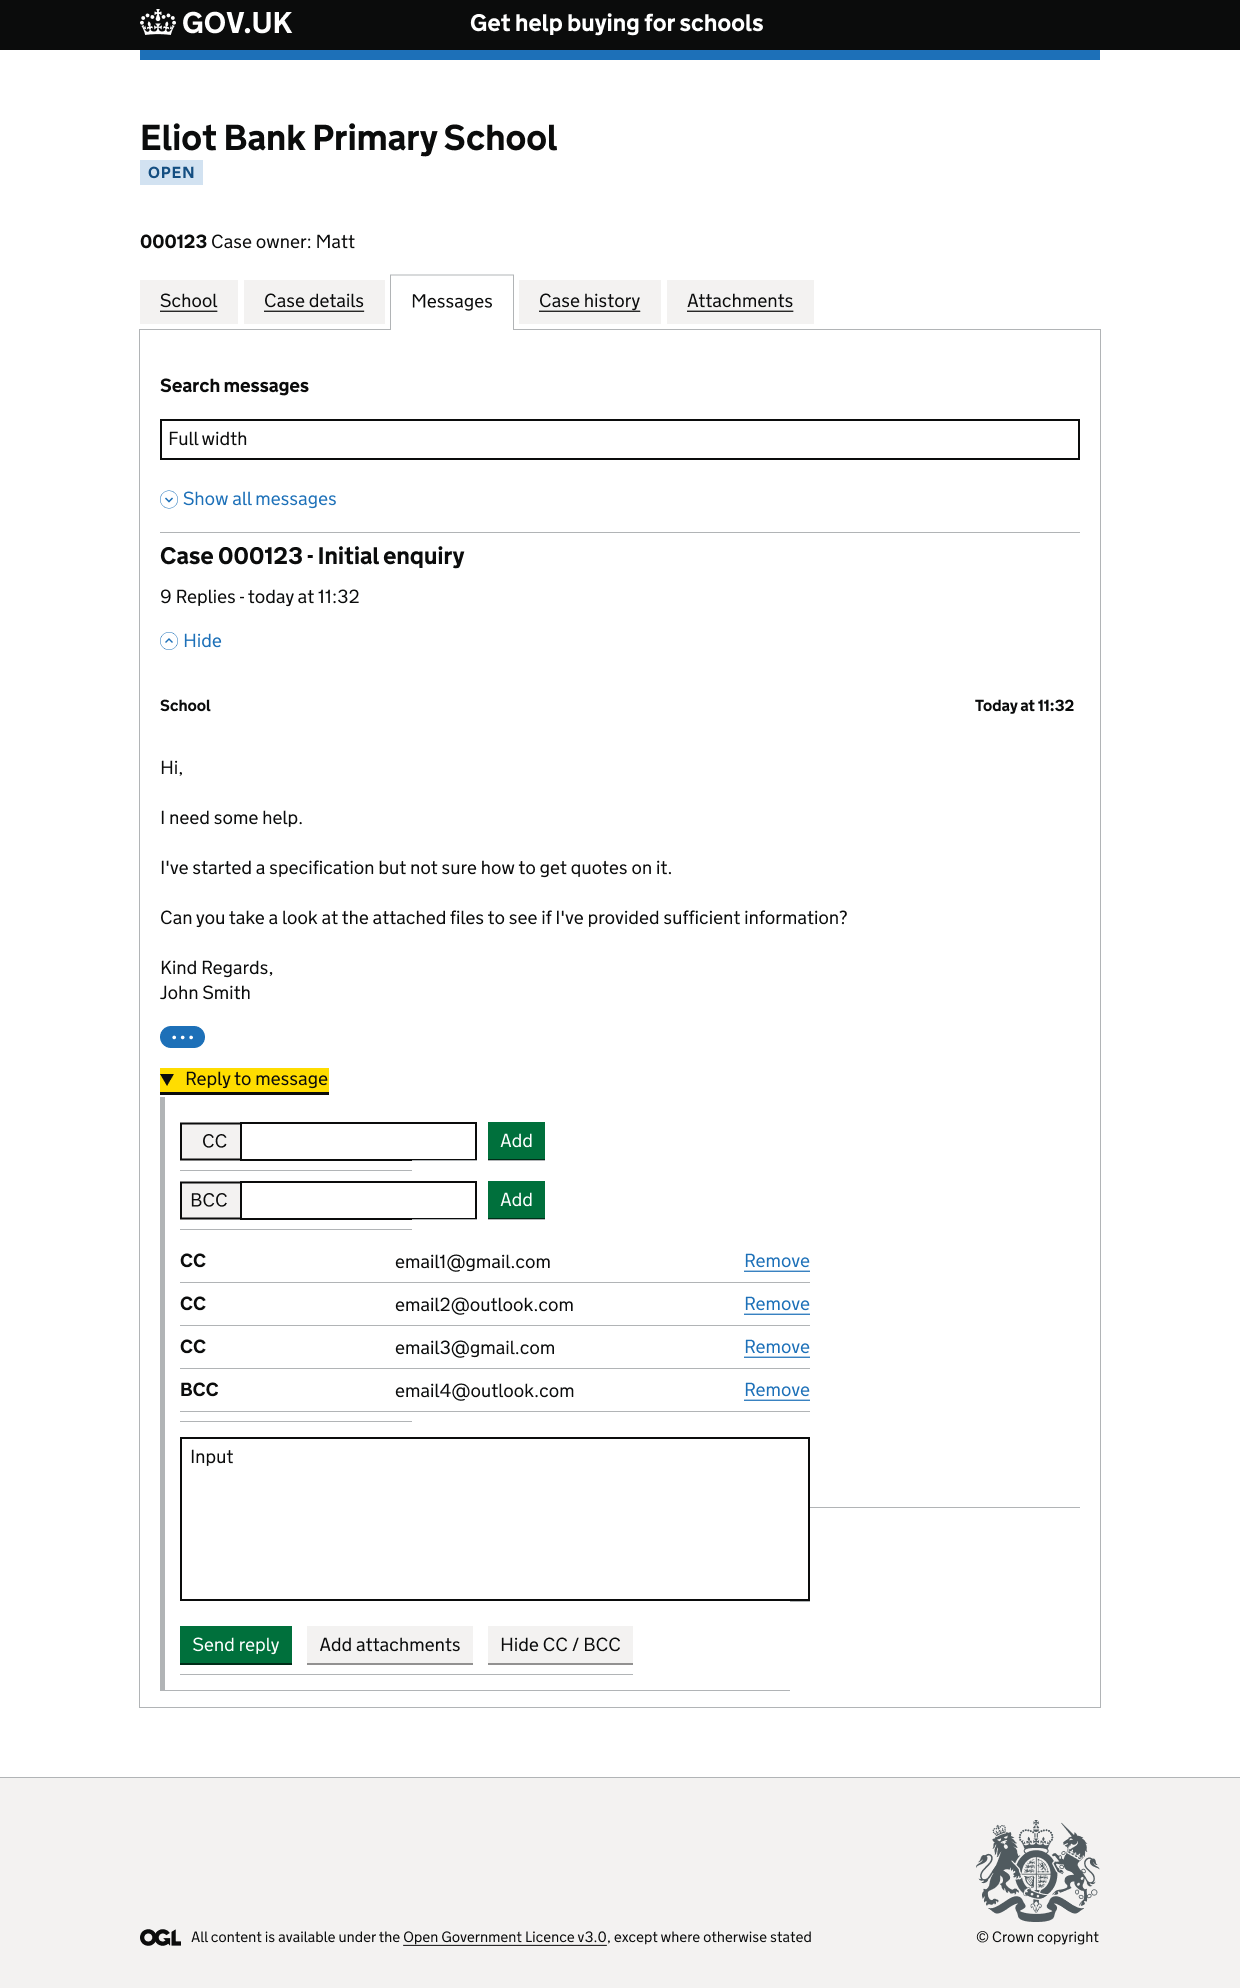 GOV.UK Get help buying for schools
Eliot Bank Primary School
OPEN
000123 Case owner: Matt
School Case details Messages Case history Attachments
Search messages
Full width
Show all messages
Case 000123 - Initial enquiry
9 Replies - today at 11:32
Hide
School Today at 11:32
Hi,
I need some help.
I've started a specification but not sure how to get quotes on it.
Can you take a look at the attached files to see if I've provided sufficient information?
Kind Regards,
John Smith
Reply to message
CC Add
BCC Add
CC email1@gmail.com Remove
CC email2@outlook.com Remove
CC email3@gmail.com Remove
BCC email4@outlook.com Remove
Input
Send reply Add attachments Hide CC / BCC
OGL All content is available under the Open Government Licence v3.0, except where otherwise stated © Crown copyright